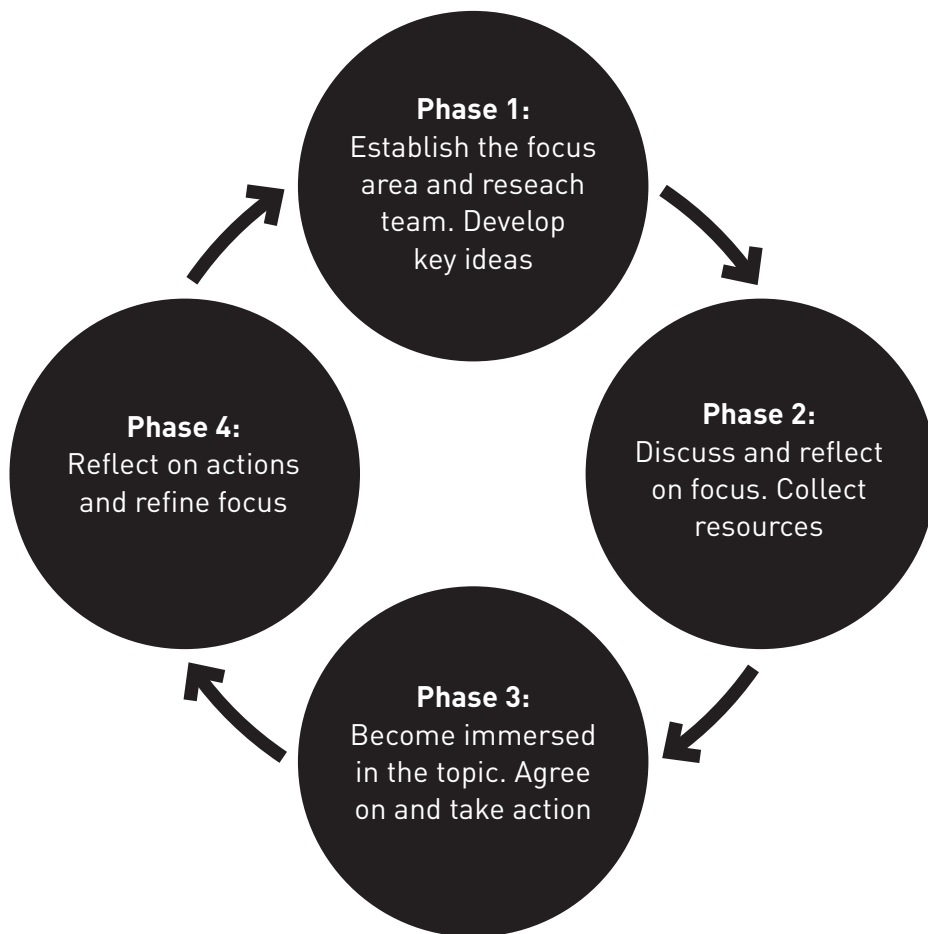 Phase 1:
Establish the focus
area and reseach
team. Develop
key ideas
Phase 2:
Discuss and reflect
on focus. Collect
resources
Phase 3:
Become immersed
in the topic. Agree
on and take action
Phase 4:
Reflect on actions
and refine focus